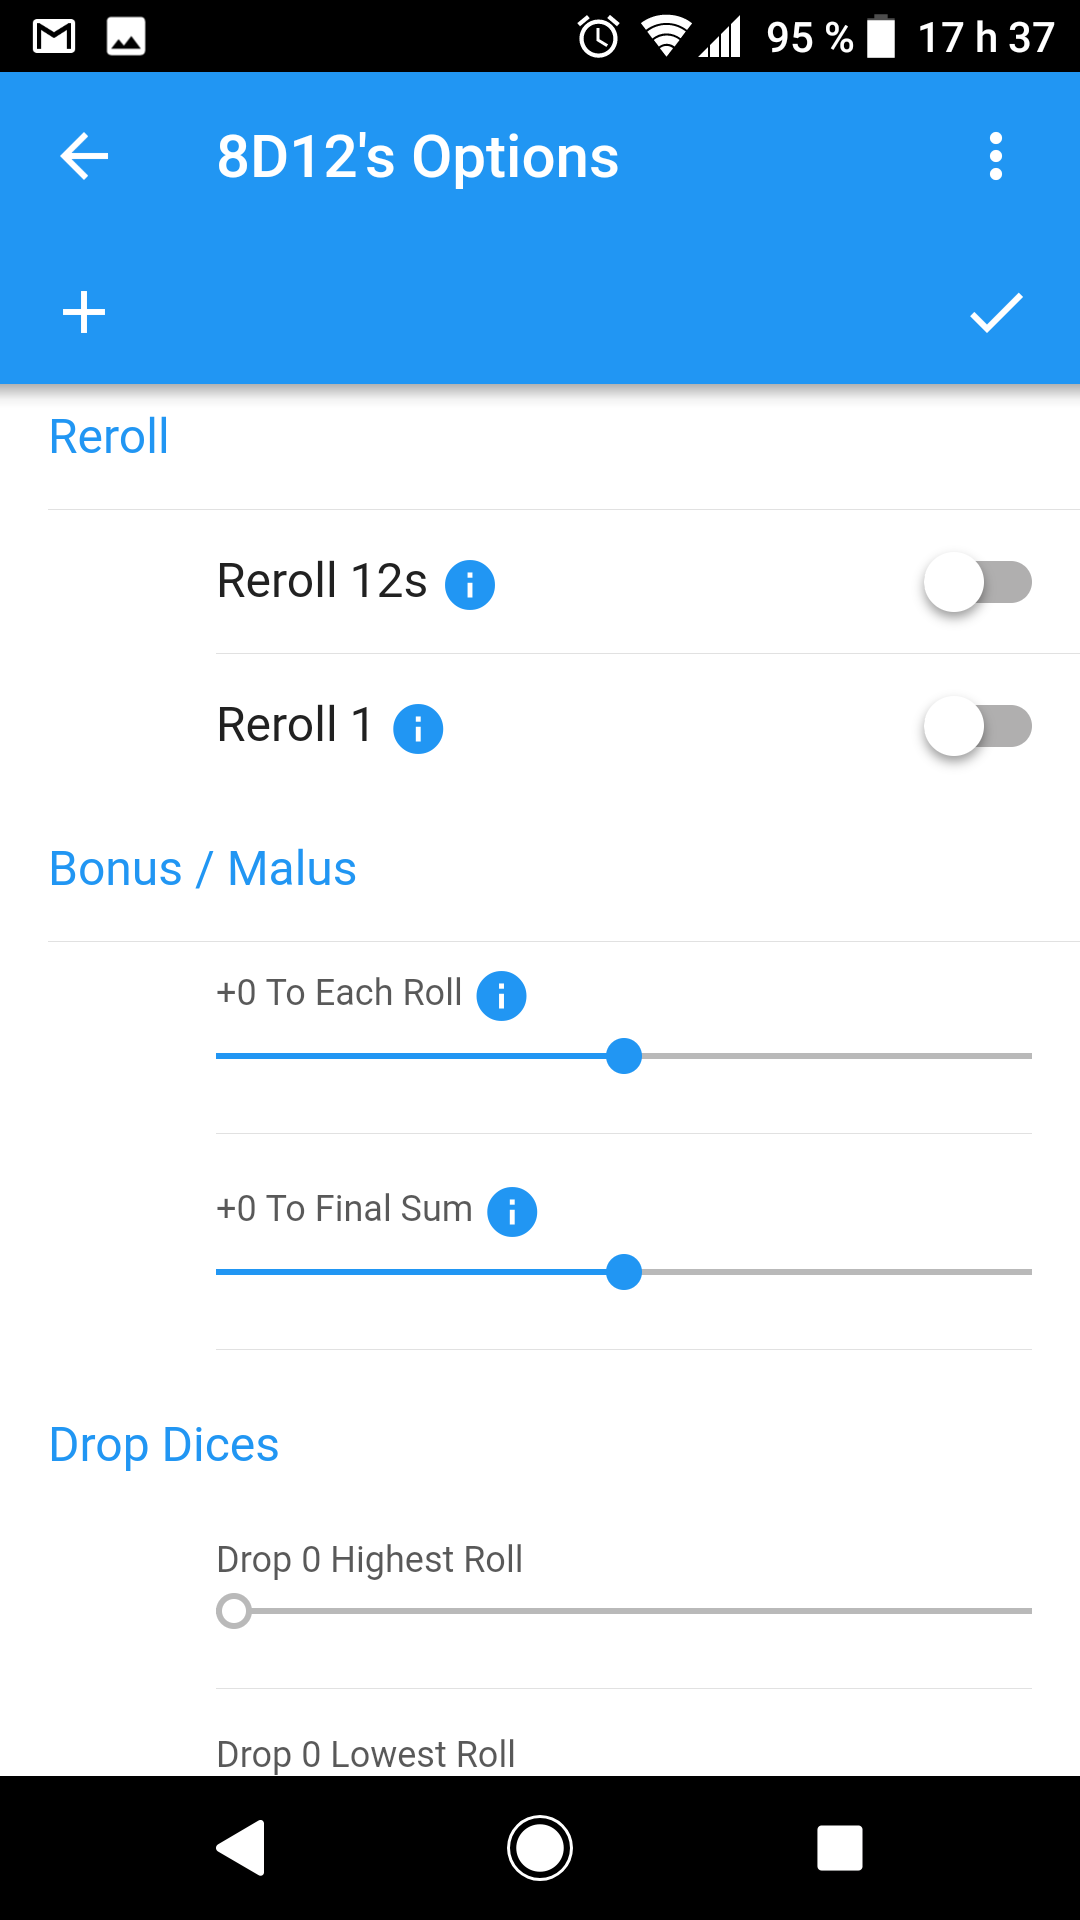 95 % 17 h 37
8D12's Options
Reroll
Reroll 12s
Reroll 1
Bonus / Malus
+0 To Each Roll
+0 To Final Sum
Drop Dices
Drop 0 Highest Roll
Drop 0 Lowest Roll